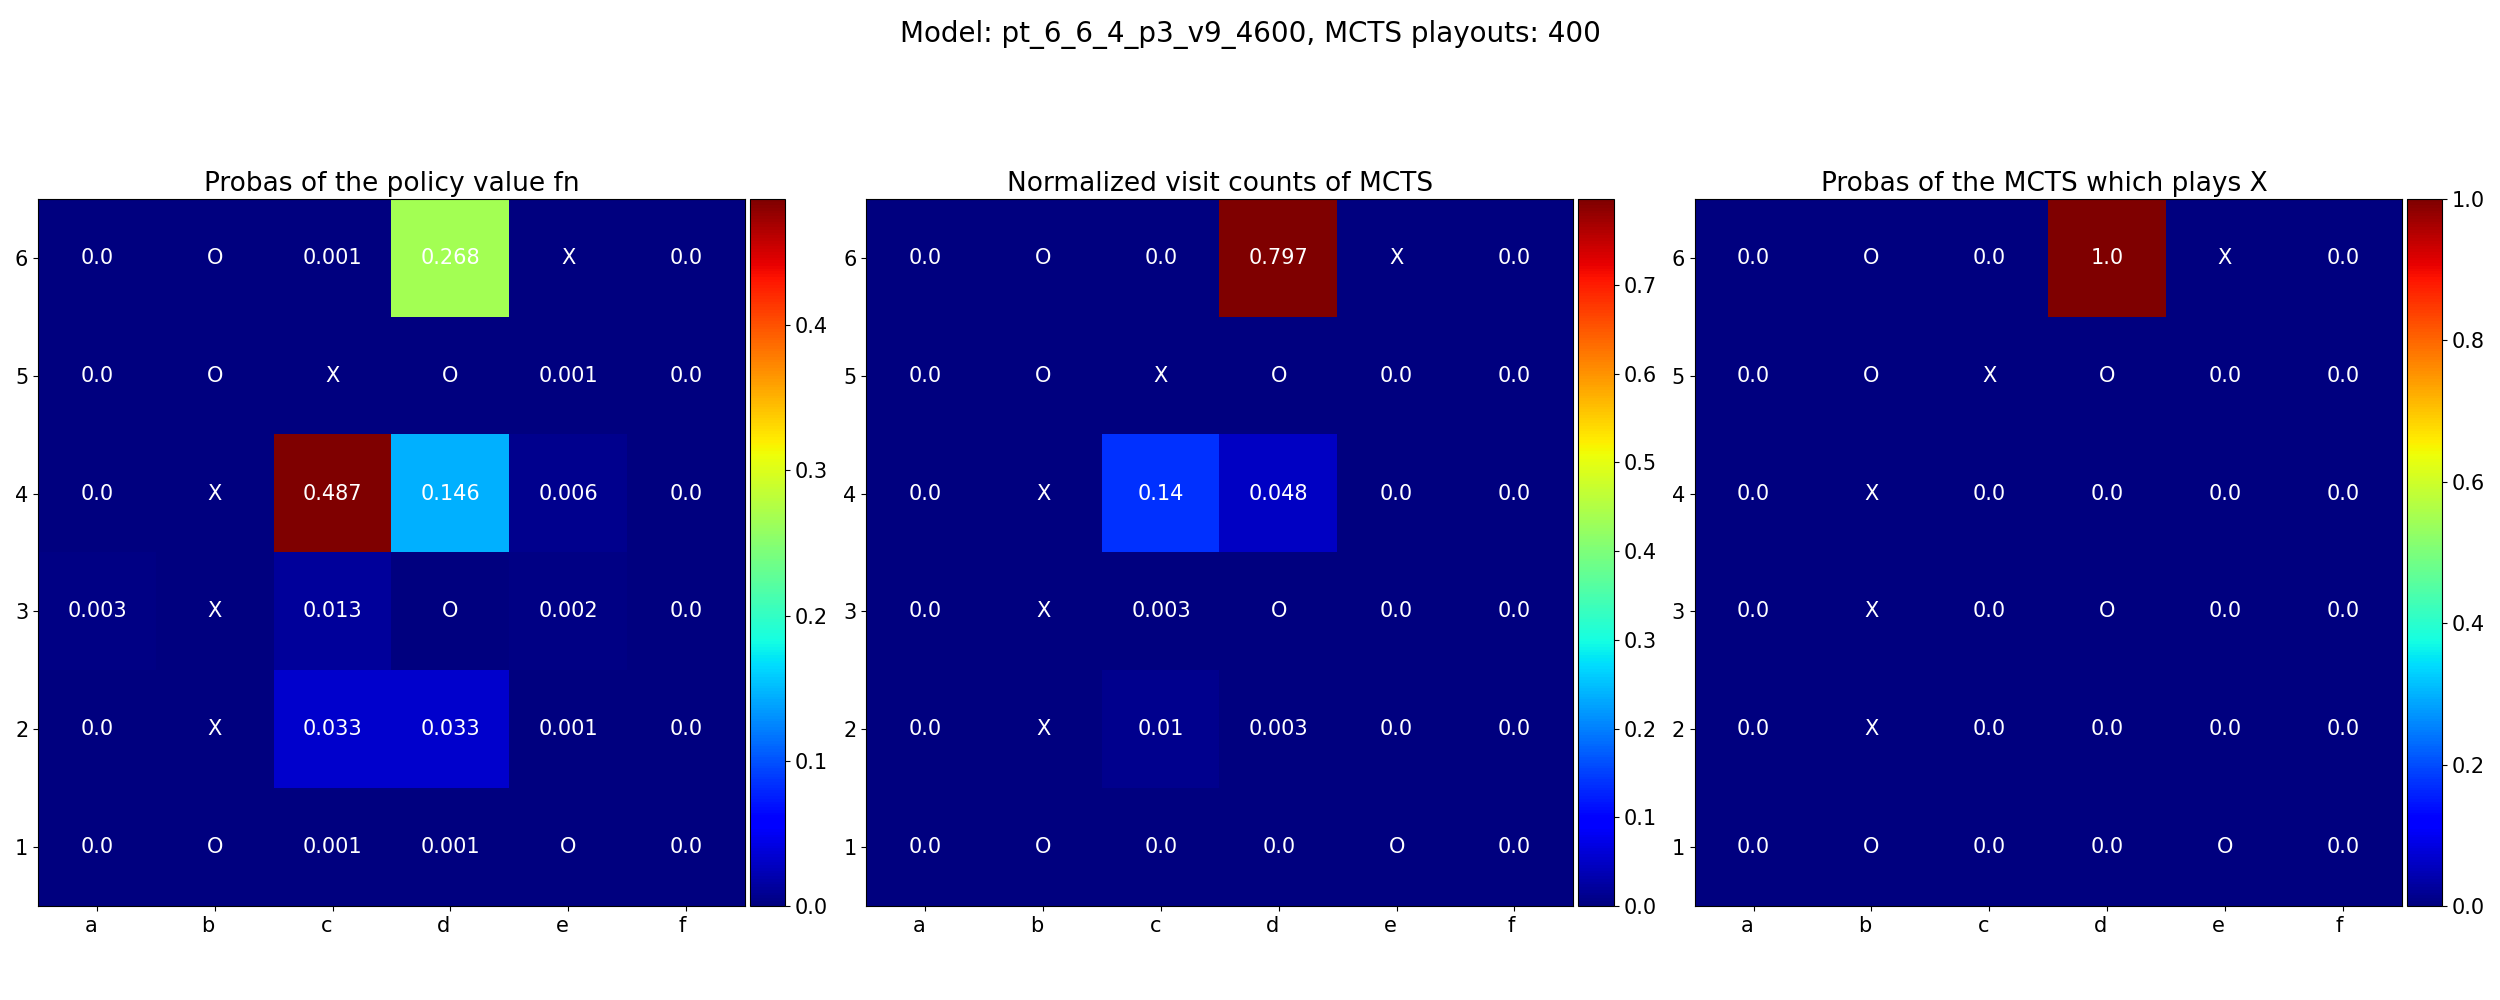 Model: pt_6_6_4_p3_v9_4600, MCTS playouts: 400
Probas of the policy value fn
6 0.0 O 0.001 0.268 X 0.0
5 0.0 O X O 0.001 0.0
4 0.0 X 0.487 0.146 0.006 0.0
3 0.003 X 0.013 O 0.002 0.0
2 0.0 X 0.033 0.033 0.001 0.0
1 0.0 O 0.001 0.001 O 0.0
a b c d e f
0.4
0.3
0.2
0.1
0.0
Normalized visit counts of MCTS
6 0.0 O 0.0 0.797 X 0.0
5 0.0 O X O 0.0 0.0
4 0.0 X 0.14 0.048 0.0 0.0
3 0.0 X 0.003 O 0.0 0.0
2 0.0 X 0.01 0.003 0.0 0.0
1 0.0 O 0.0 0.0 O 0.0
a b c d e f
0.7
0.6
0.5
0.4
0.3
0.2
0.1
0.0
Probas of the MCTS which plays X
6 0.0 O 0.0 1.0 X 0.0
5 0.0 O X O 0.0 0.0
4 0.0 X 0.0 0.0 0.0 0.0
3 0.0 X 0.0 O 0.0 0.0
2 0.0 X 0.0 0.0 0.0 0.0
1 0.0 O 0.0 0.0 O 0.0
a b c d e f
1.0
0.8
0.6
0.4
0.2
0.0